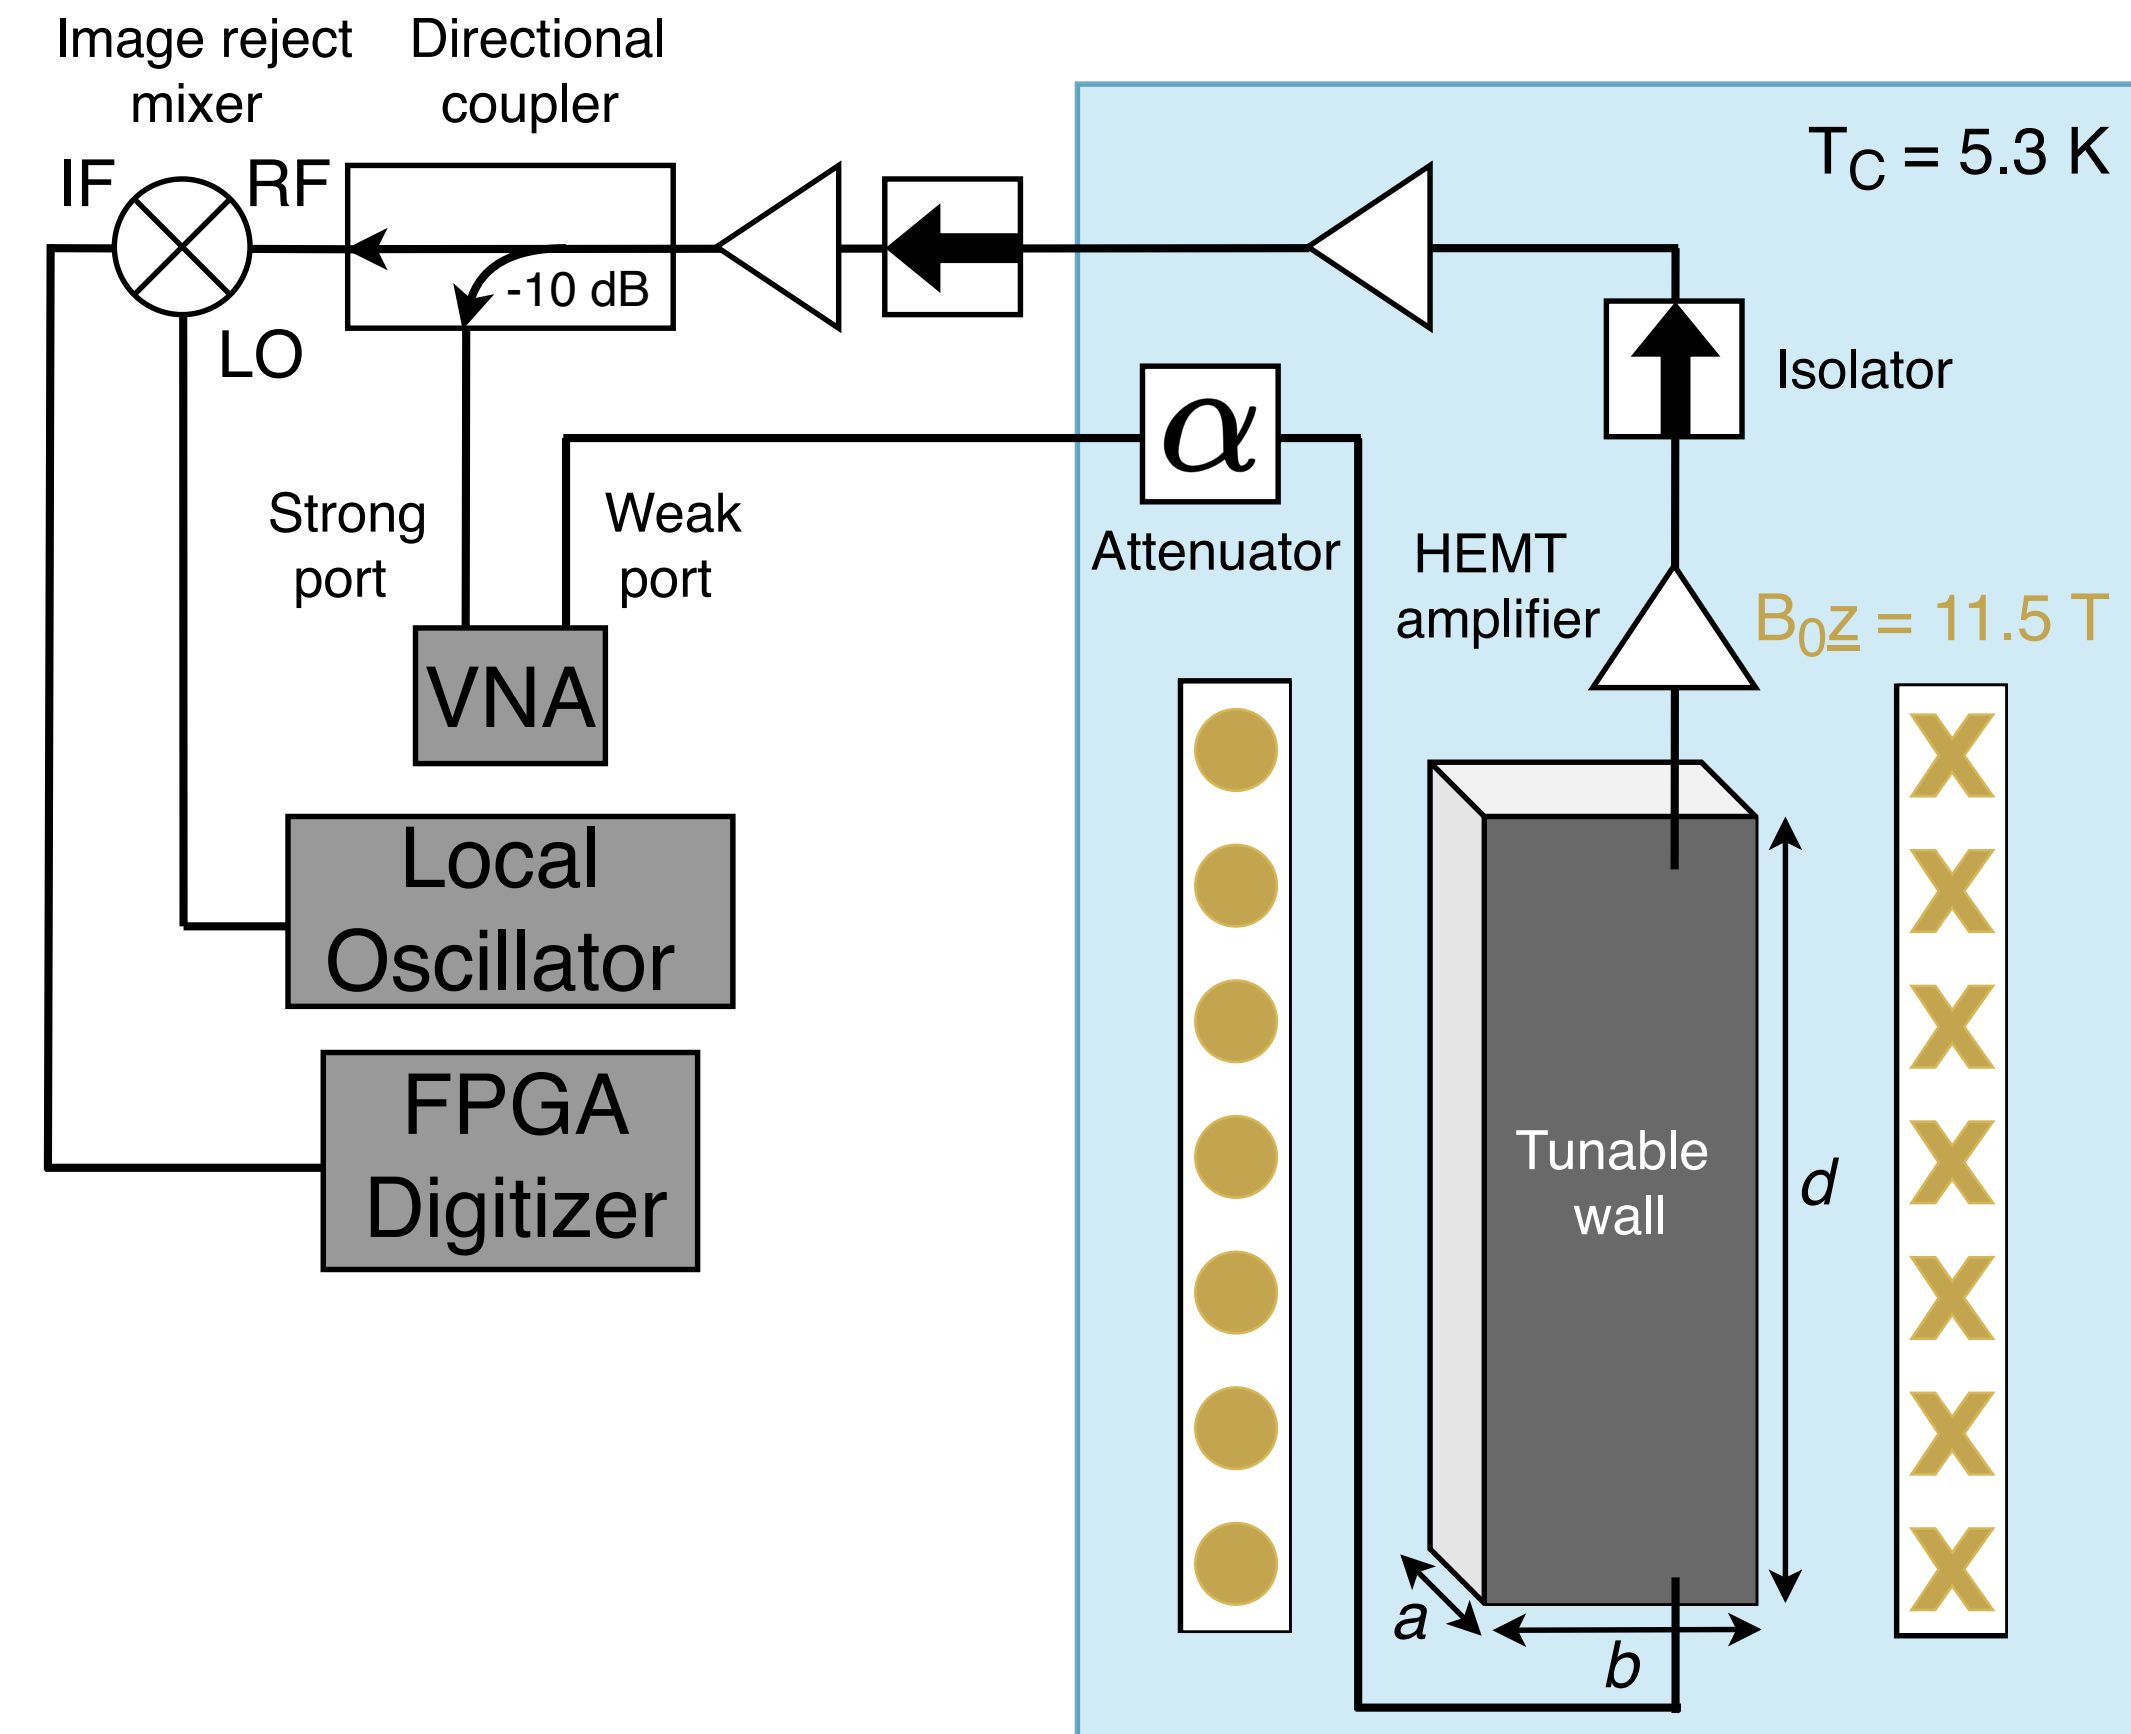 Image reject
mixer
Directional
coupler
IF
RF
-10 dB
LO
T_C = 5.3 K
Isolator
α
Attenuator
Strong
port
Weak
port
HEMT
amplifier
B_0z = 11.5 T
VNA
Local
Oscillator
FPGA
Digitizer
Tunable
wall
d
a
b